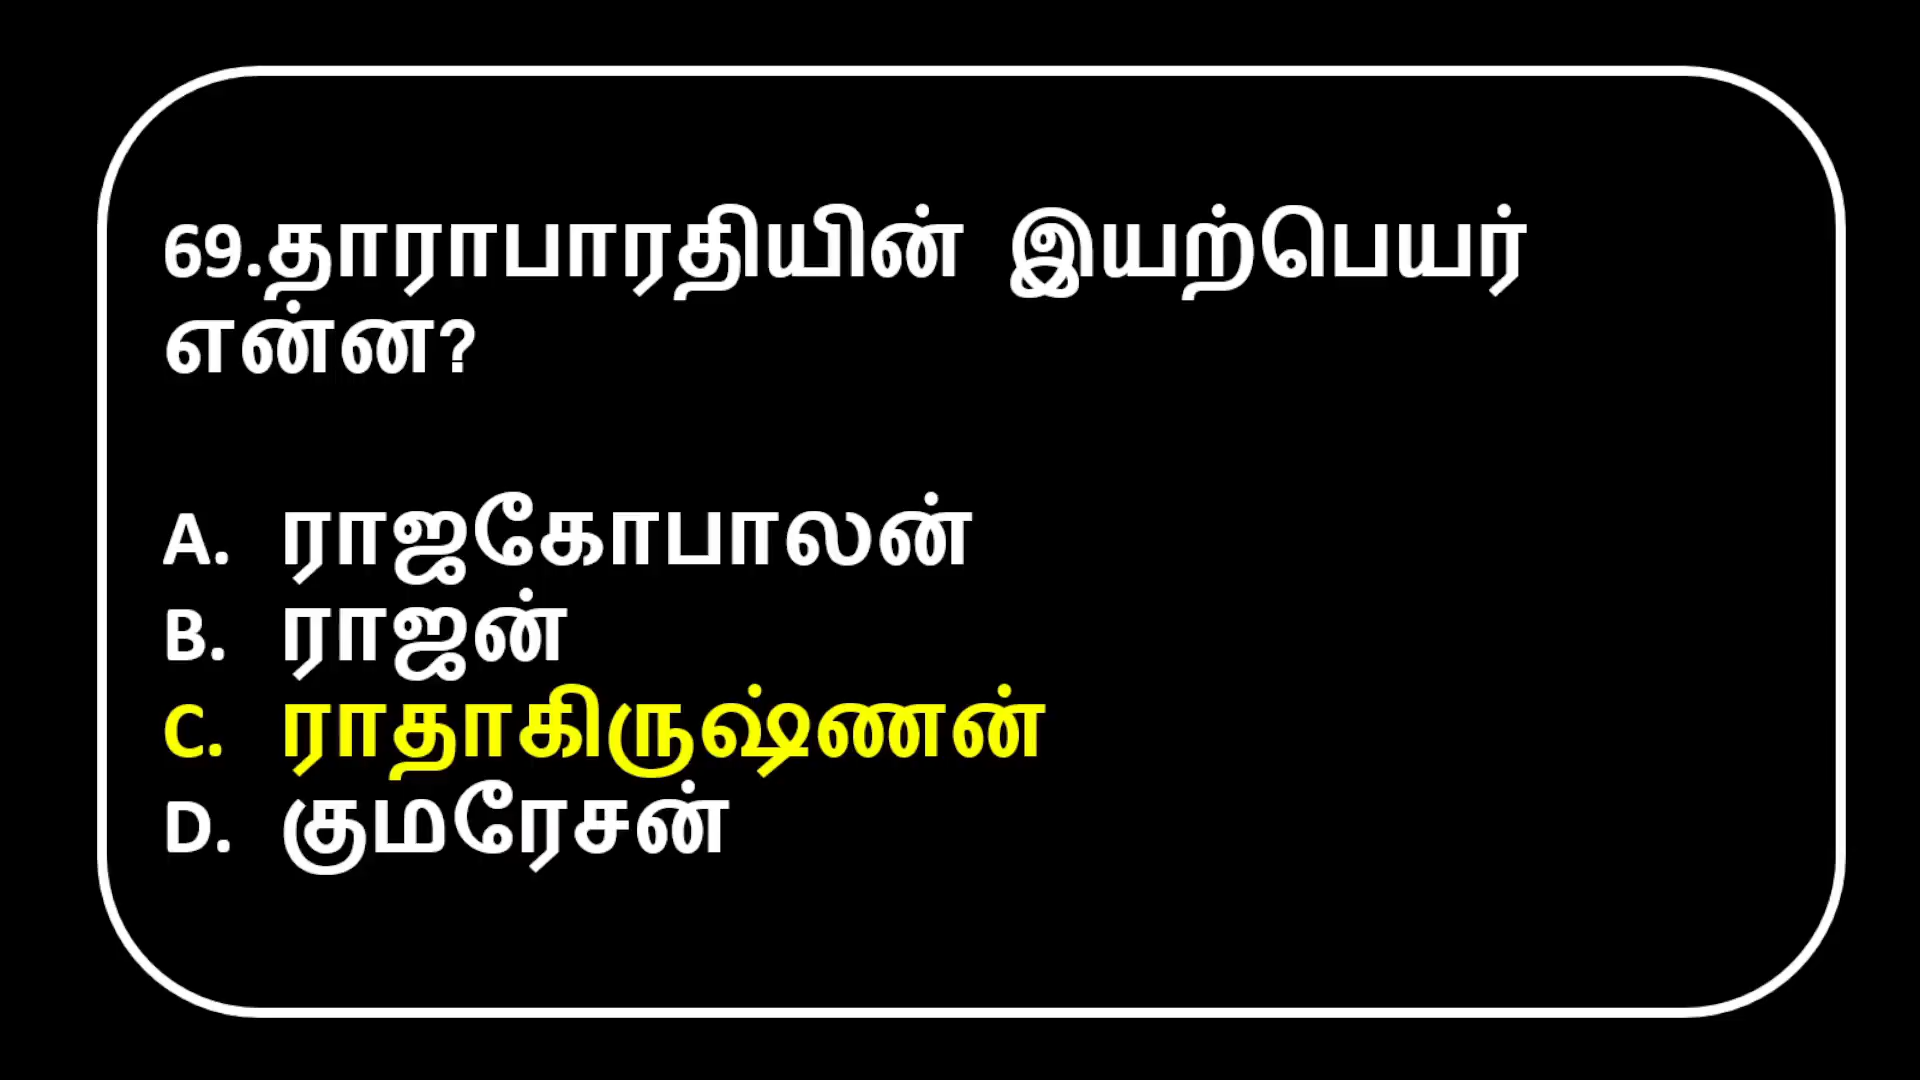 69.தாராபாரதியின் இயற்பெயர்
என்ன?
A. ராஜகோபாலன்
B. ராஜன்
C. ராதாகிருஷ்ணன்
D. குமரேசன்